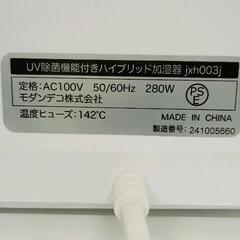 UV除菌機能付きハイブリッド加湿器 jxh003j
定格：AC100V　50/60Hz　280W
モダンデコ株式会社
PSE
温度ヒューズ：142℃
MADE IN CHINA
製造番号：241005660